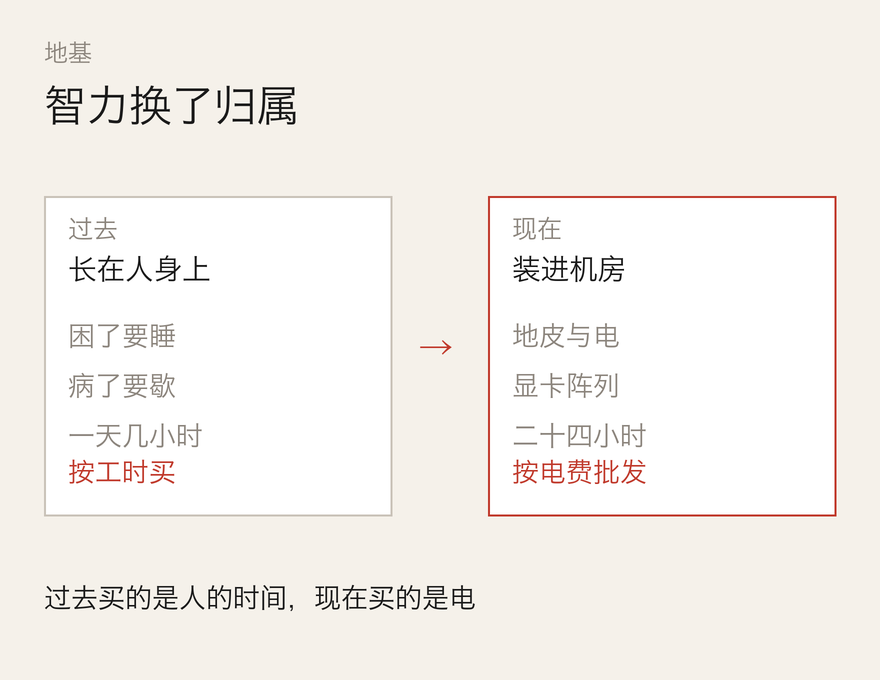 地基
智力换了归属
过去
长在人身上
困了要睡
病了要歇
一天几小时
按工时买
→
现在
装进机房
地皮与电
显卡阵列
二十四小时
按电费批发
过去买的是人的时间，现在买的是电